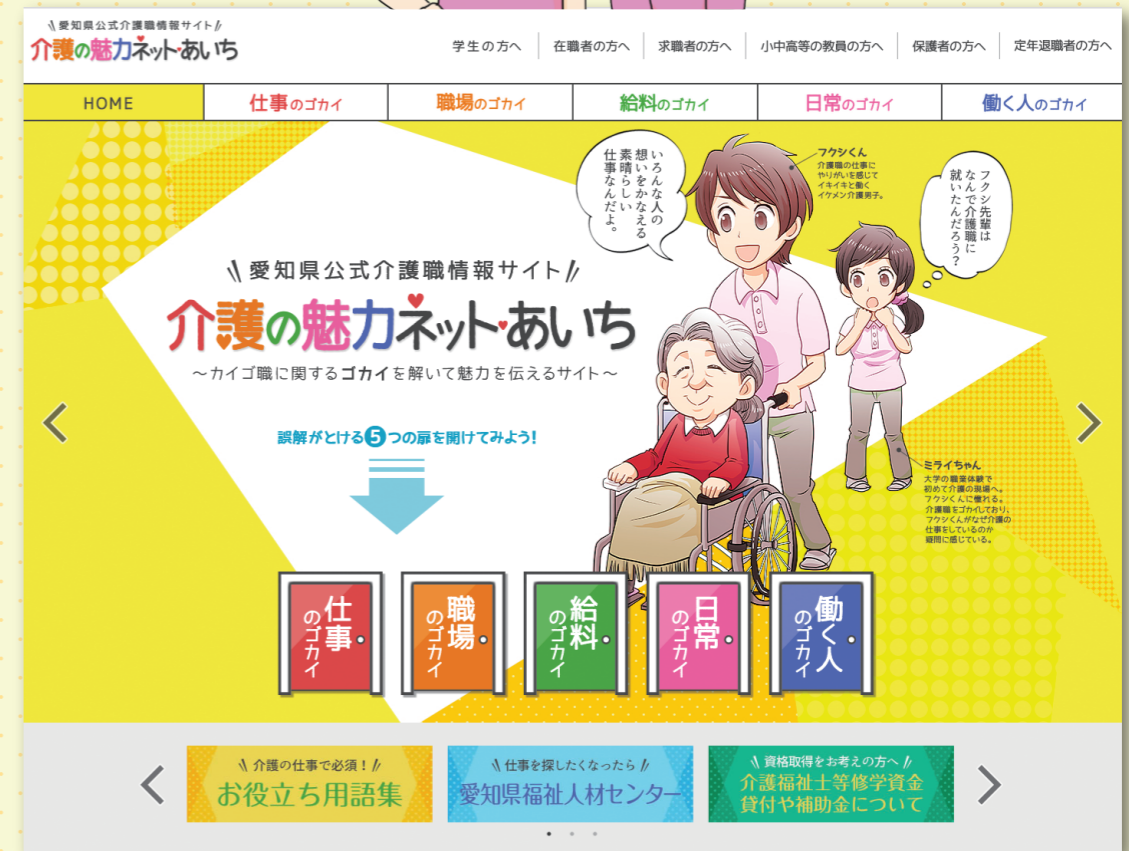 愛知県公式介護職情報サイト
介護の魅力ネット・あいち
学生の方へ
在職者の方へ
求職者の方へ
小中高等の教員の方へ
保護者の方へ
定年退職者の方へ
HOME
仕事のゴカイ
職場のゴカイ
給料のゴカイ
日常のゴカイ
働く人のゴカイ
いろんな人の
想いをかなえる
素晴らしい
仕事なんだよ。
フクシくん
介護職の仕事に
やりがいを感じて
イキイキと働く
イケメン介護男子。
フクシ先輩は
なんで介護職に
就いたんだろう？
愛知県公式介護職情報サイト
介護の魅力ネット・あいち
～カイゴ職に関するゴカイを解いて魅力を伝えるサイト～
誤解がとける5つの扉を開けてみよう!
ミライちゃん
大学の職業体験で
初めて介護の現場へ。
フクシくんに憧れる。
介護職をゴカイしており、
フクシくんがなぜ介護の
仕事をしているのか
疑問に感じている。
仕事
のゴカイ
職場
のゴカイ
給料
のゴカイ
日常
のゴカイ
働く人
のゴカイ
介護の仕事で必須！
お役立ち用語集
仕事を探したくなったら
愛知県福祉人材センター
資格取得をお考えの方へ
介護福祉士等修学資金
貸付や補助金について